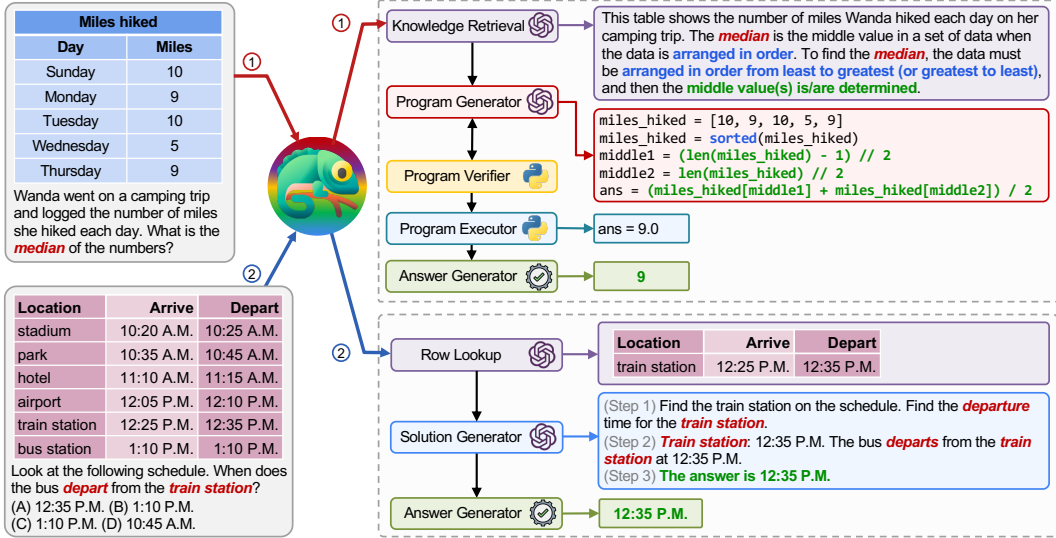 Miles hiked
Day Miles
Sunday 10
Monday 9
Tuesday 10
Wednesday 5
Thursday 9
Wanda went on a camping trip
and logged the number of miles
she hiked each day. What is the
median of the numbers?
①
②
Location Arrive Depart
stadium 10:20 A.M. 10:25 A.M.
park 10:35 A.M. 10:45 A.M.
hotel 11:10 A.M. 11:15 A.M.
airport 12:05 P.M. 12:10 P.M.
train station 12:25 P.M. 12:35 P.M.
bus station 1:10 P.M. 1:10 P.M.
Look at the following schedule. When does
the bus depart from the train station?
(A) 12:35 P.M. (B) 1:10 P.M.
(C) 1:10 P.M. (D) 10:45 A.M.
①
Knowledge Retrieval
This table shows the number of miles Wanda hiked each day on her
camping trip. The median is the middle value in a set of data when
the data is arranged in order. To find the median, the data must
be arranged in order from least to greatest (or greatest to least),
and then the middle value(s) is/are determined.
Program Generator
miles_hiked = [10, 9, 10, 5, 9]
miles_hiked = sorted(miles_hiked)
middle1 = (len(miles_hiked) - 1) // 2
middle2 = len(miles_hiked) // 2
ans = (miles_hiked[middle1] + miles_hiked[middle2]) / 2
Program Verifier
Program Executor
ans = 9.0
Answer Generator
9
②
Row Lookup
Location Arrive Depart
train station 12:25 P.M. 12:35 P.M.
Solution Generator
(Step 1) Find the train station on the schedule. Find the departure
time for the train station.
(Step 2) Train station: 12:35 P.M. The bus departs from the train
station at 12:35 P.M.
(Step 3) The answer is 12:35 P.M.
Answer Generator
12:35 P.M.